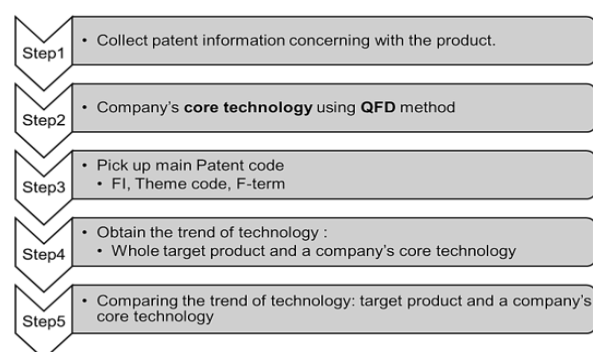 Step1
• Collect patent information concerning with the product.
Step2
• Company's core technology using QFD method
Step3
• Pick up main Patent code
• FI, Theme code, F-term
Step4
• Obtain the trend of technology :
• Whole target product and a company's core technology
Step5
• Comparing the trend of technology: target product and a company's
core technology